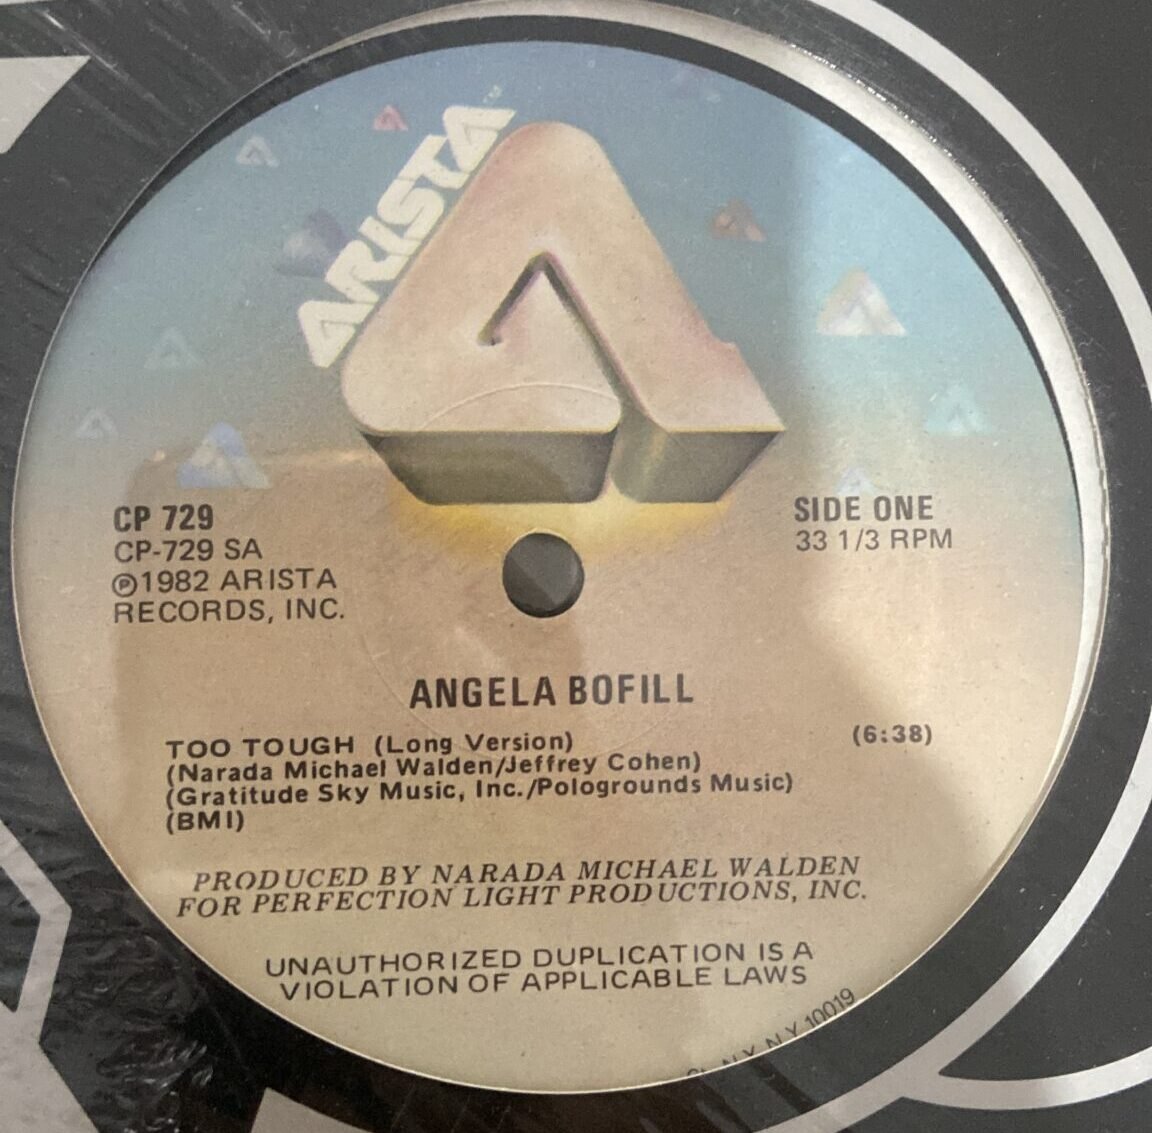 ARISTA
CP 729
CP-729 SA
℗1982 ARISTA
RECORDS, INC.
SIDE ONE
33 1/3 RPM
ANGELA BOFILL
TOO TOUGH (Long Version) (6:38)
(Narada Michael Walden/Jeffrey Cohen)
(Gratitude Sky Music, Inc./Pologrounds Music)
(BMI)
PRODUCED BY NARADA MICHAEL WALDEN
FOR PERFECTION LIGHT PRODUCTIONS, INC.
UNAUTHORIZED DUPLICATION IS A
VIOLATION OF APPLICABLE LAWS
N.Y. N.Y. 10019